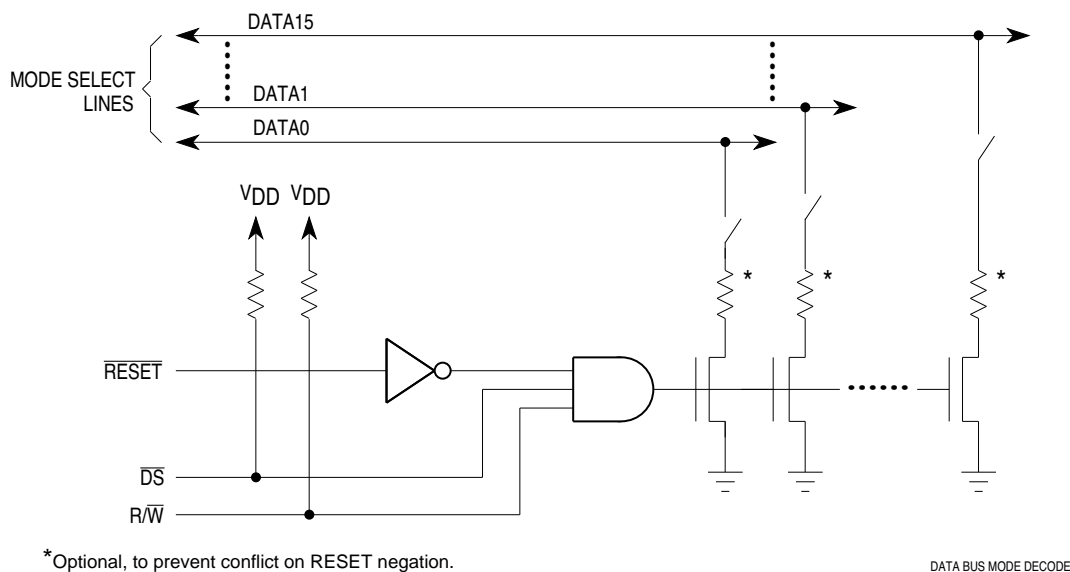 DATA15
MODE SELECT
LINES
DATA1
DATA0
VDD VDD
*
*
*
RESET
DS
R/W
*Optional, to prevent conflict on RESET negation.
DATA BUS MODE DECODE